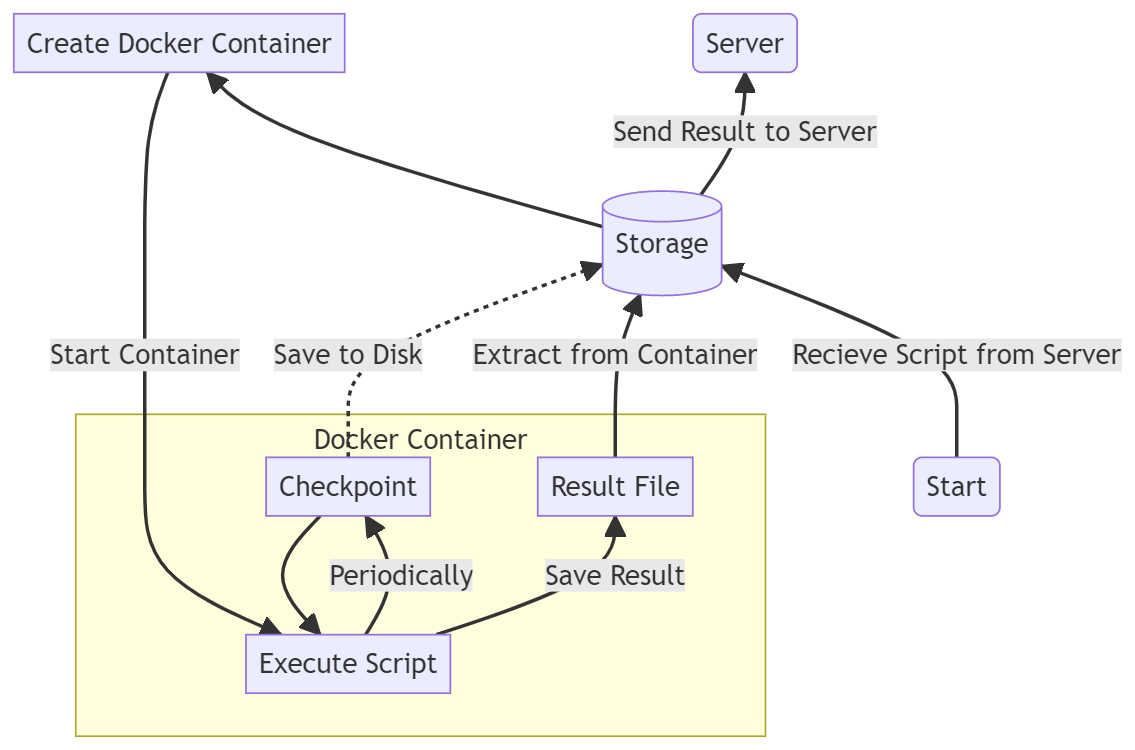 Create Docker Container
Server
Send Result to Server
Storage
Start Container
Save to Disk
Extract from Container
Recieve Script from Server
Docker Container
Checkpoint
Result File
Start
Periodically
Save Result
Execute Script